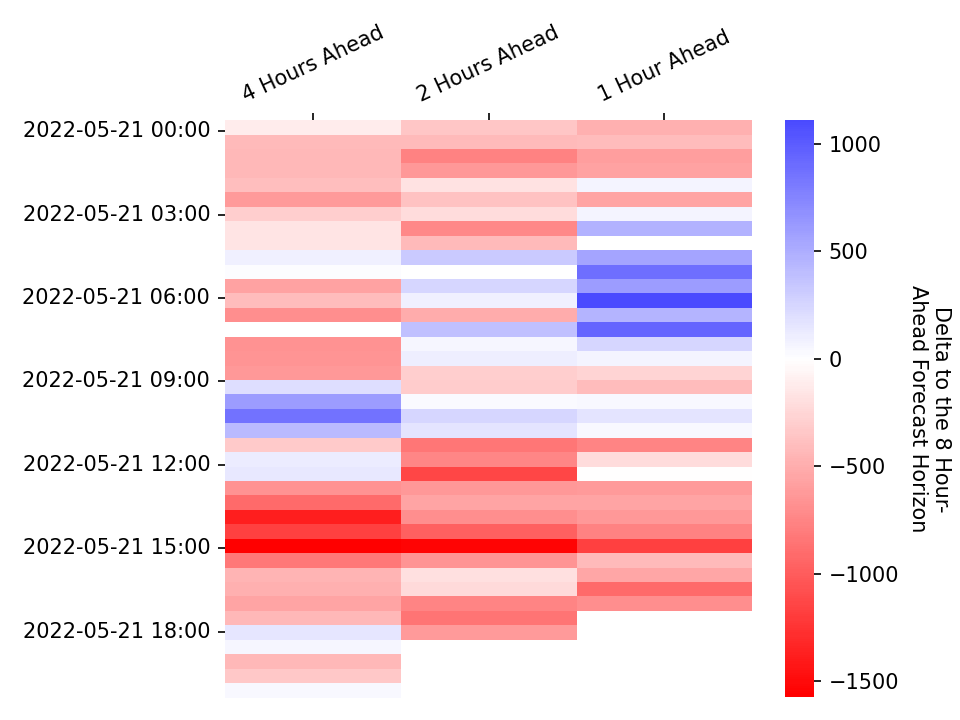 4 Hours Ahead
2 Hours Ahead
1 Hour Ahead
2022-05-21 00:00
2022-05-21 03:00
2022-05-21 06:00
2022-05-21 09:00
2022-05-21 12:00
2022-05-21 15:00
2022-05-21 18:00
1000
500
0
−500
−1000
−1500
Delta to the 8 Hour-
Ahead Forecast Horizon